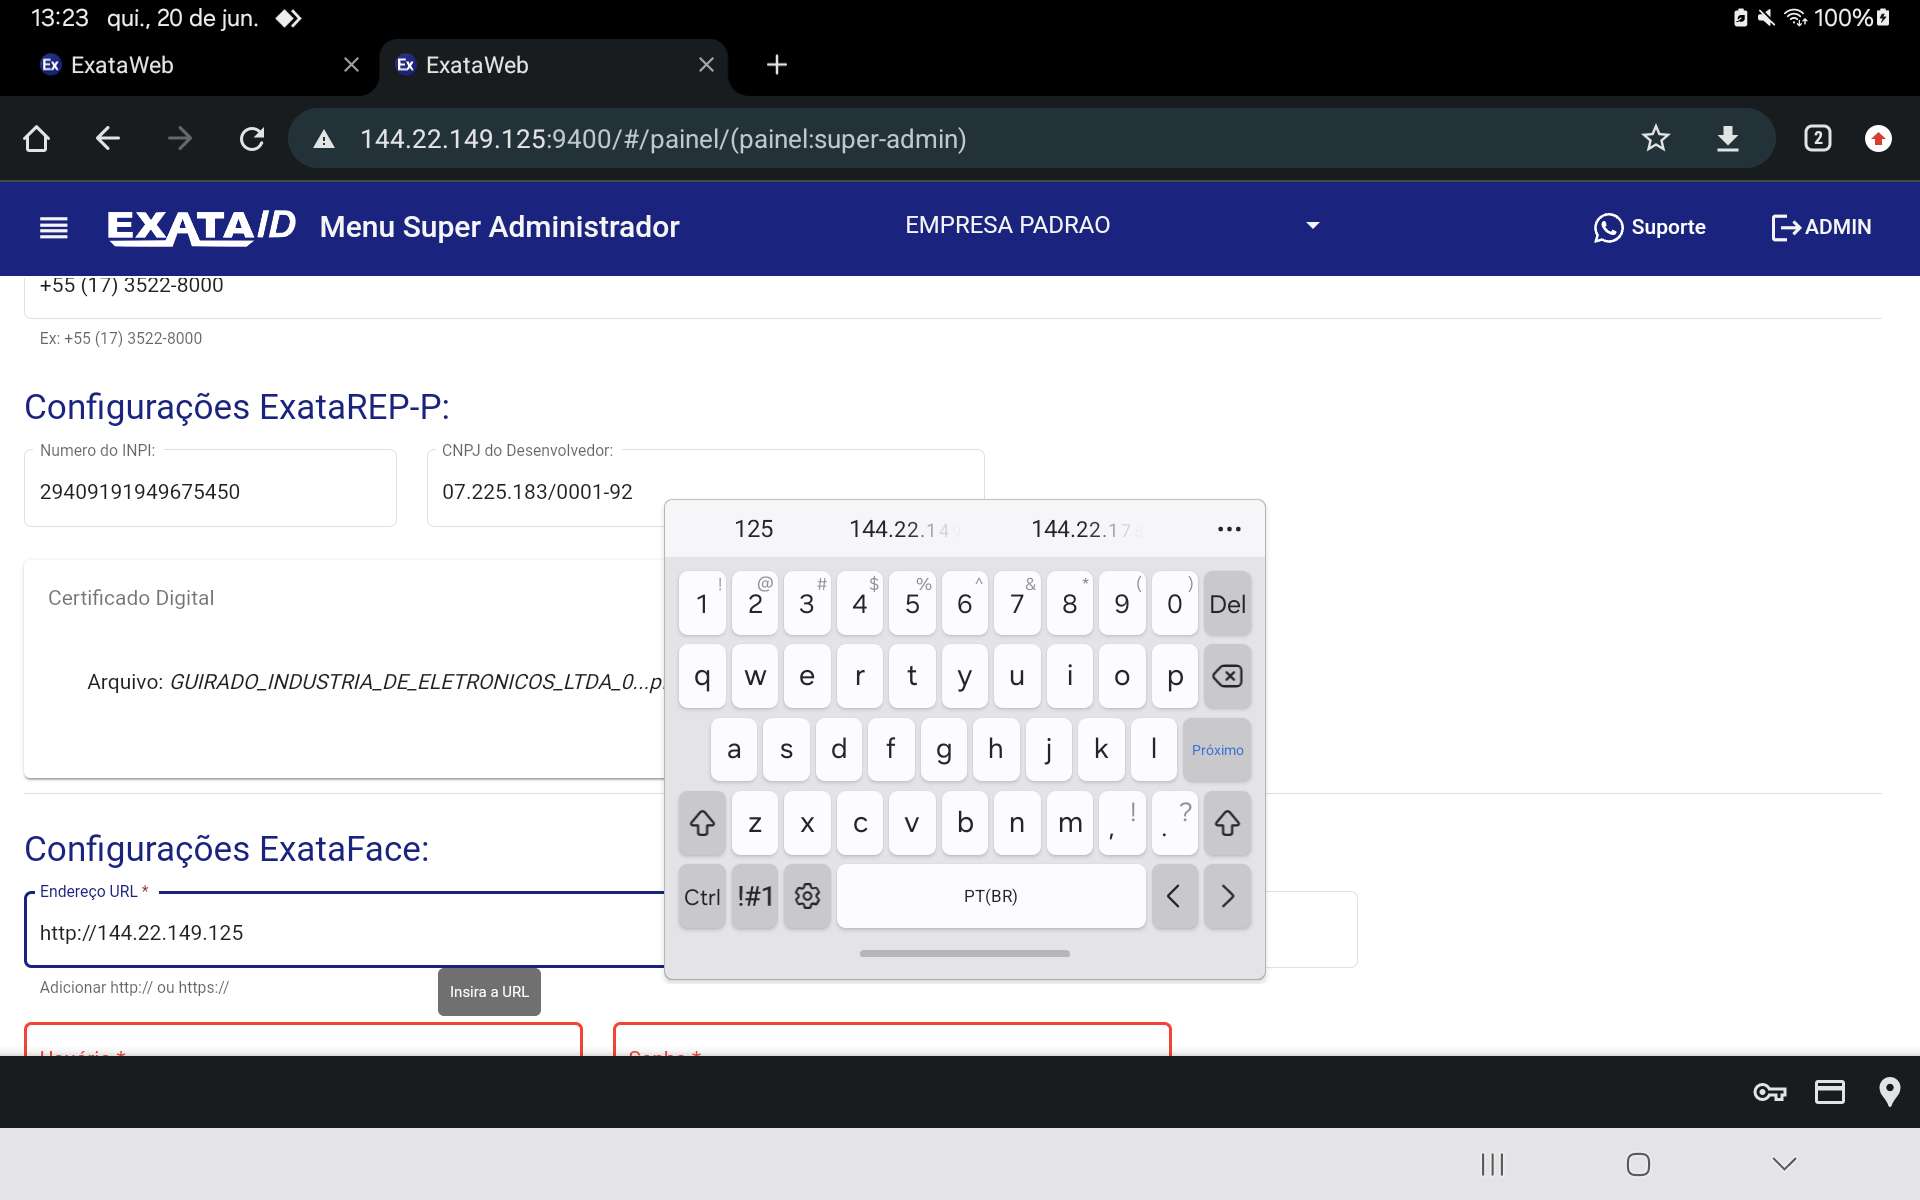 13:23 qui., 20 de jun.
100%
Ex ExataWeb
Ex ExataWeb
144.22.149.125:9400/#/painel/(painel:super-admin)
2
EXATA ID Menu Super Administrador
EMPRESA PADRAO
Suporte
ADMIN
+55 (17) 3522-8000
Ex: +55 (17) 3522-8000
Configurações ExataREP-P:
Numero do INPI:
29409191949675450
CNPJ do Desenvolvedor:
07.225.183/0001-92
Certificado Digital
Arquivo: GUIRADO_INDUSTRIA_DE_ELETRONICOS_LTDA_0...p
125 144.22.149 144.22.178
! @ # $ % ^ & * ( )
1 2 3 4 5 6 7 8 9 0 Del
q w e r t y u i o p
a s d f g h j k l Próximo
z x c v b n m , ! . ?
Ctrl !#1 PT(BR) < >
Configurações ExataFace:
Endereço URL *
http://144.22.149.125
Adicionar http:// ou https://
Insira a URL
Usuário *
Senha *